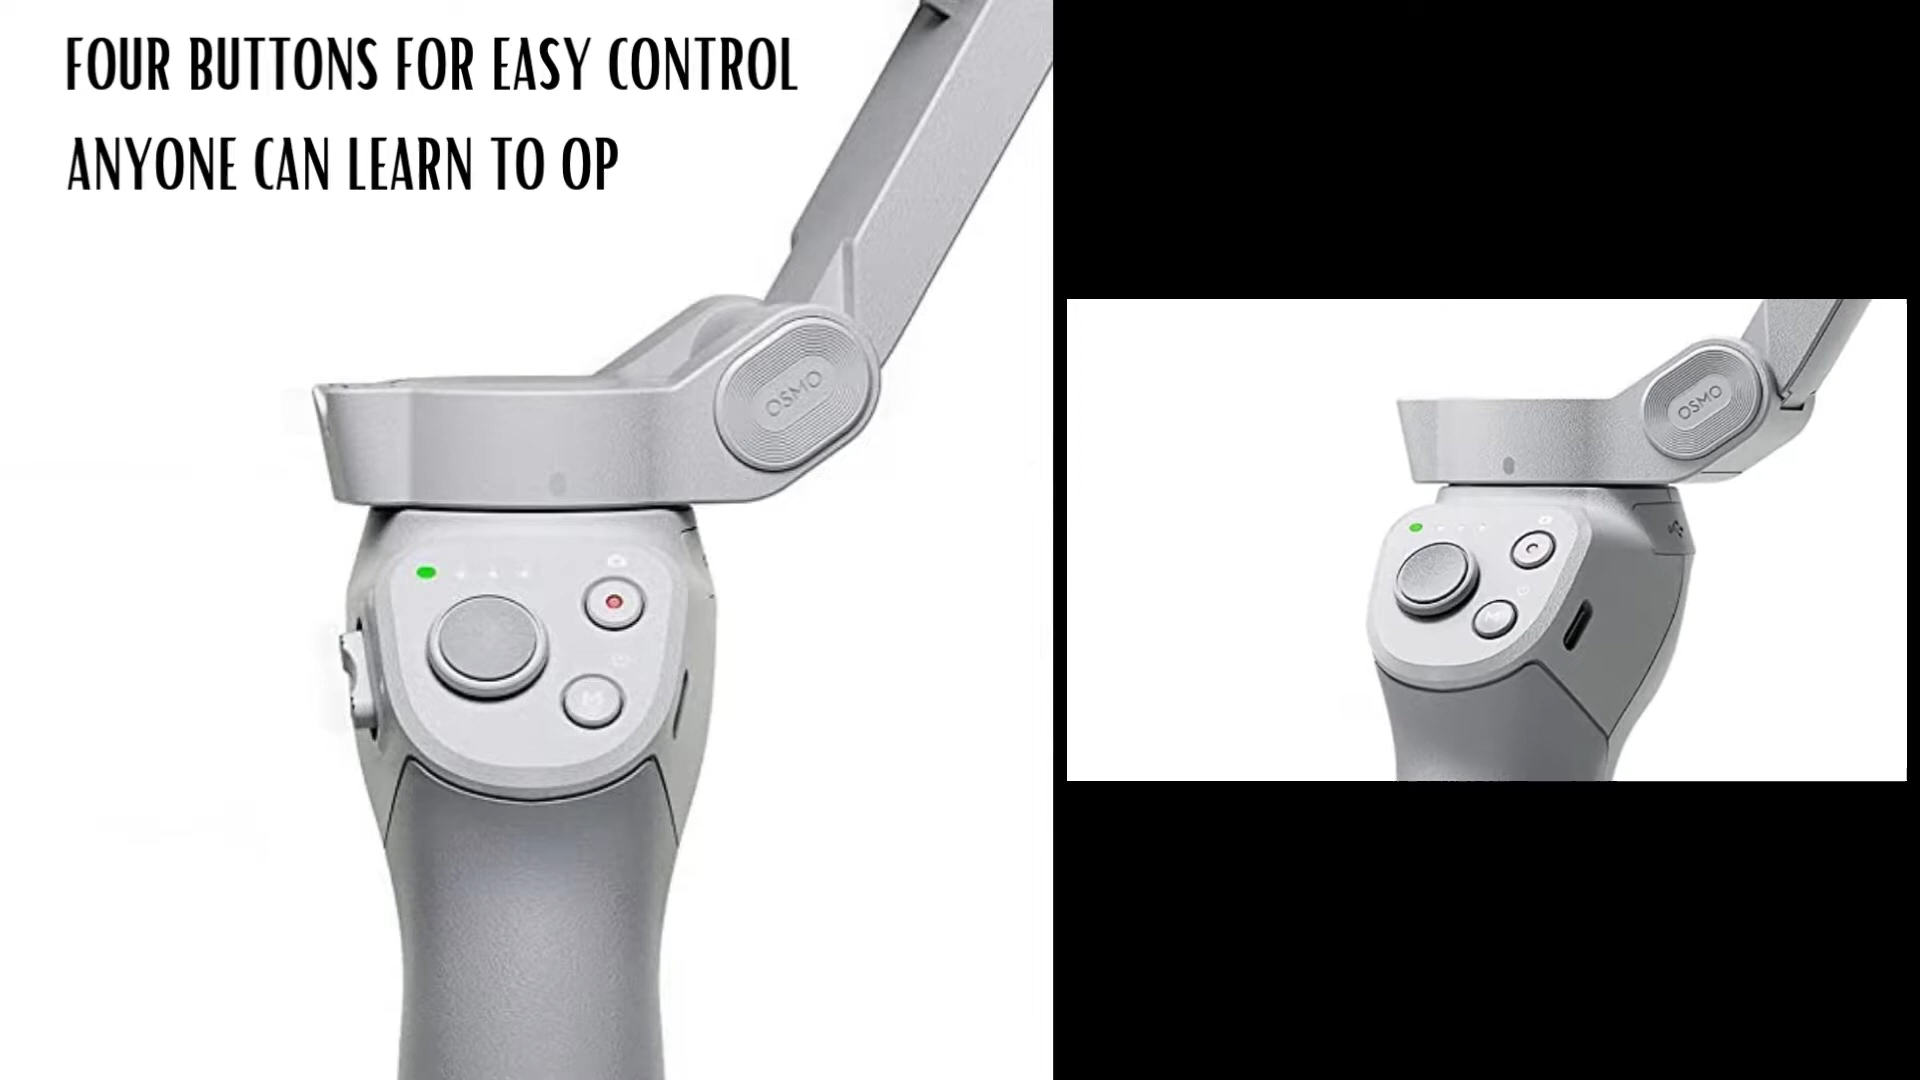 FOUR BUTTONS FOR EASY CONTROL
ANYONE CAN LEARN TO OP
OSMO
OSMO
M